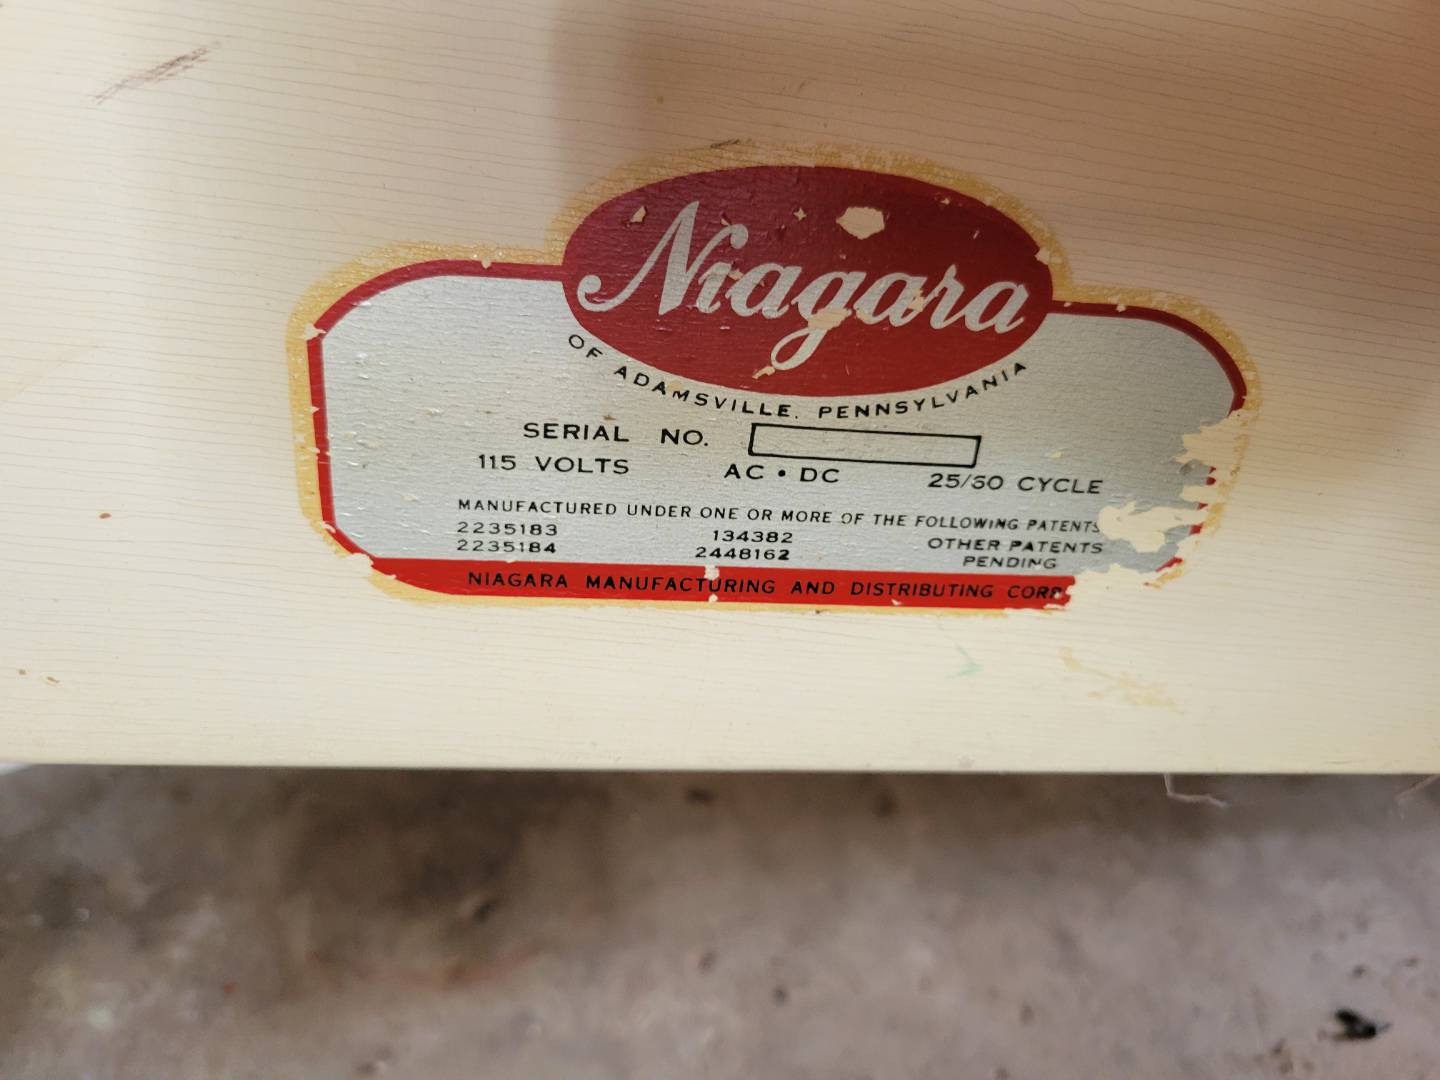 Niagara
OF ADAMSVILLE, PENNSYLVANIA
SERIAL NO.
115 VOLTS AC • DC 25/60 CYCLE
MANUFACTURED UNDER ONE OR MORE OF THE FOLLOWING PATENTS
2235183 134382 OTHER PATENTS
2235184 2448162 PENDING
NIAGARA MANUFACTURING AND DISTRIBUTING CORP.